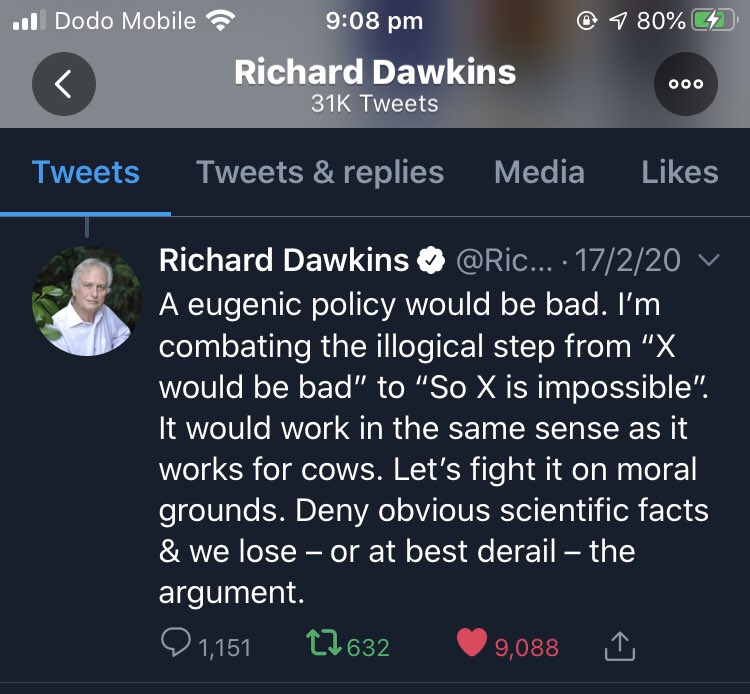 Dodo Mobile 9:08 pm 80%
Richard Dawkins
31K Tweets
Tweets Tweets & replies Media Likes
Richard Dawkins @Ric... · 17/2/20
A eugenic policy would be bad. I’m
combating the illogical step from “X
would be bad” to “So X is impossible”.
It would work in the same sense as it
works for cows. Let’s fight it on moral
grounds. Deny obvious scientific facts
& we lose – or at best derail – the
argument.
1,151 632 9,088